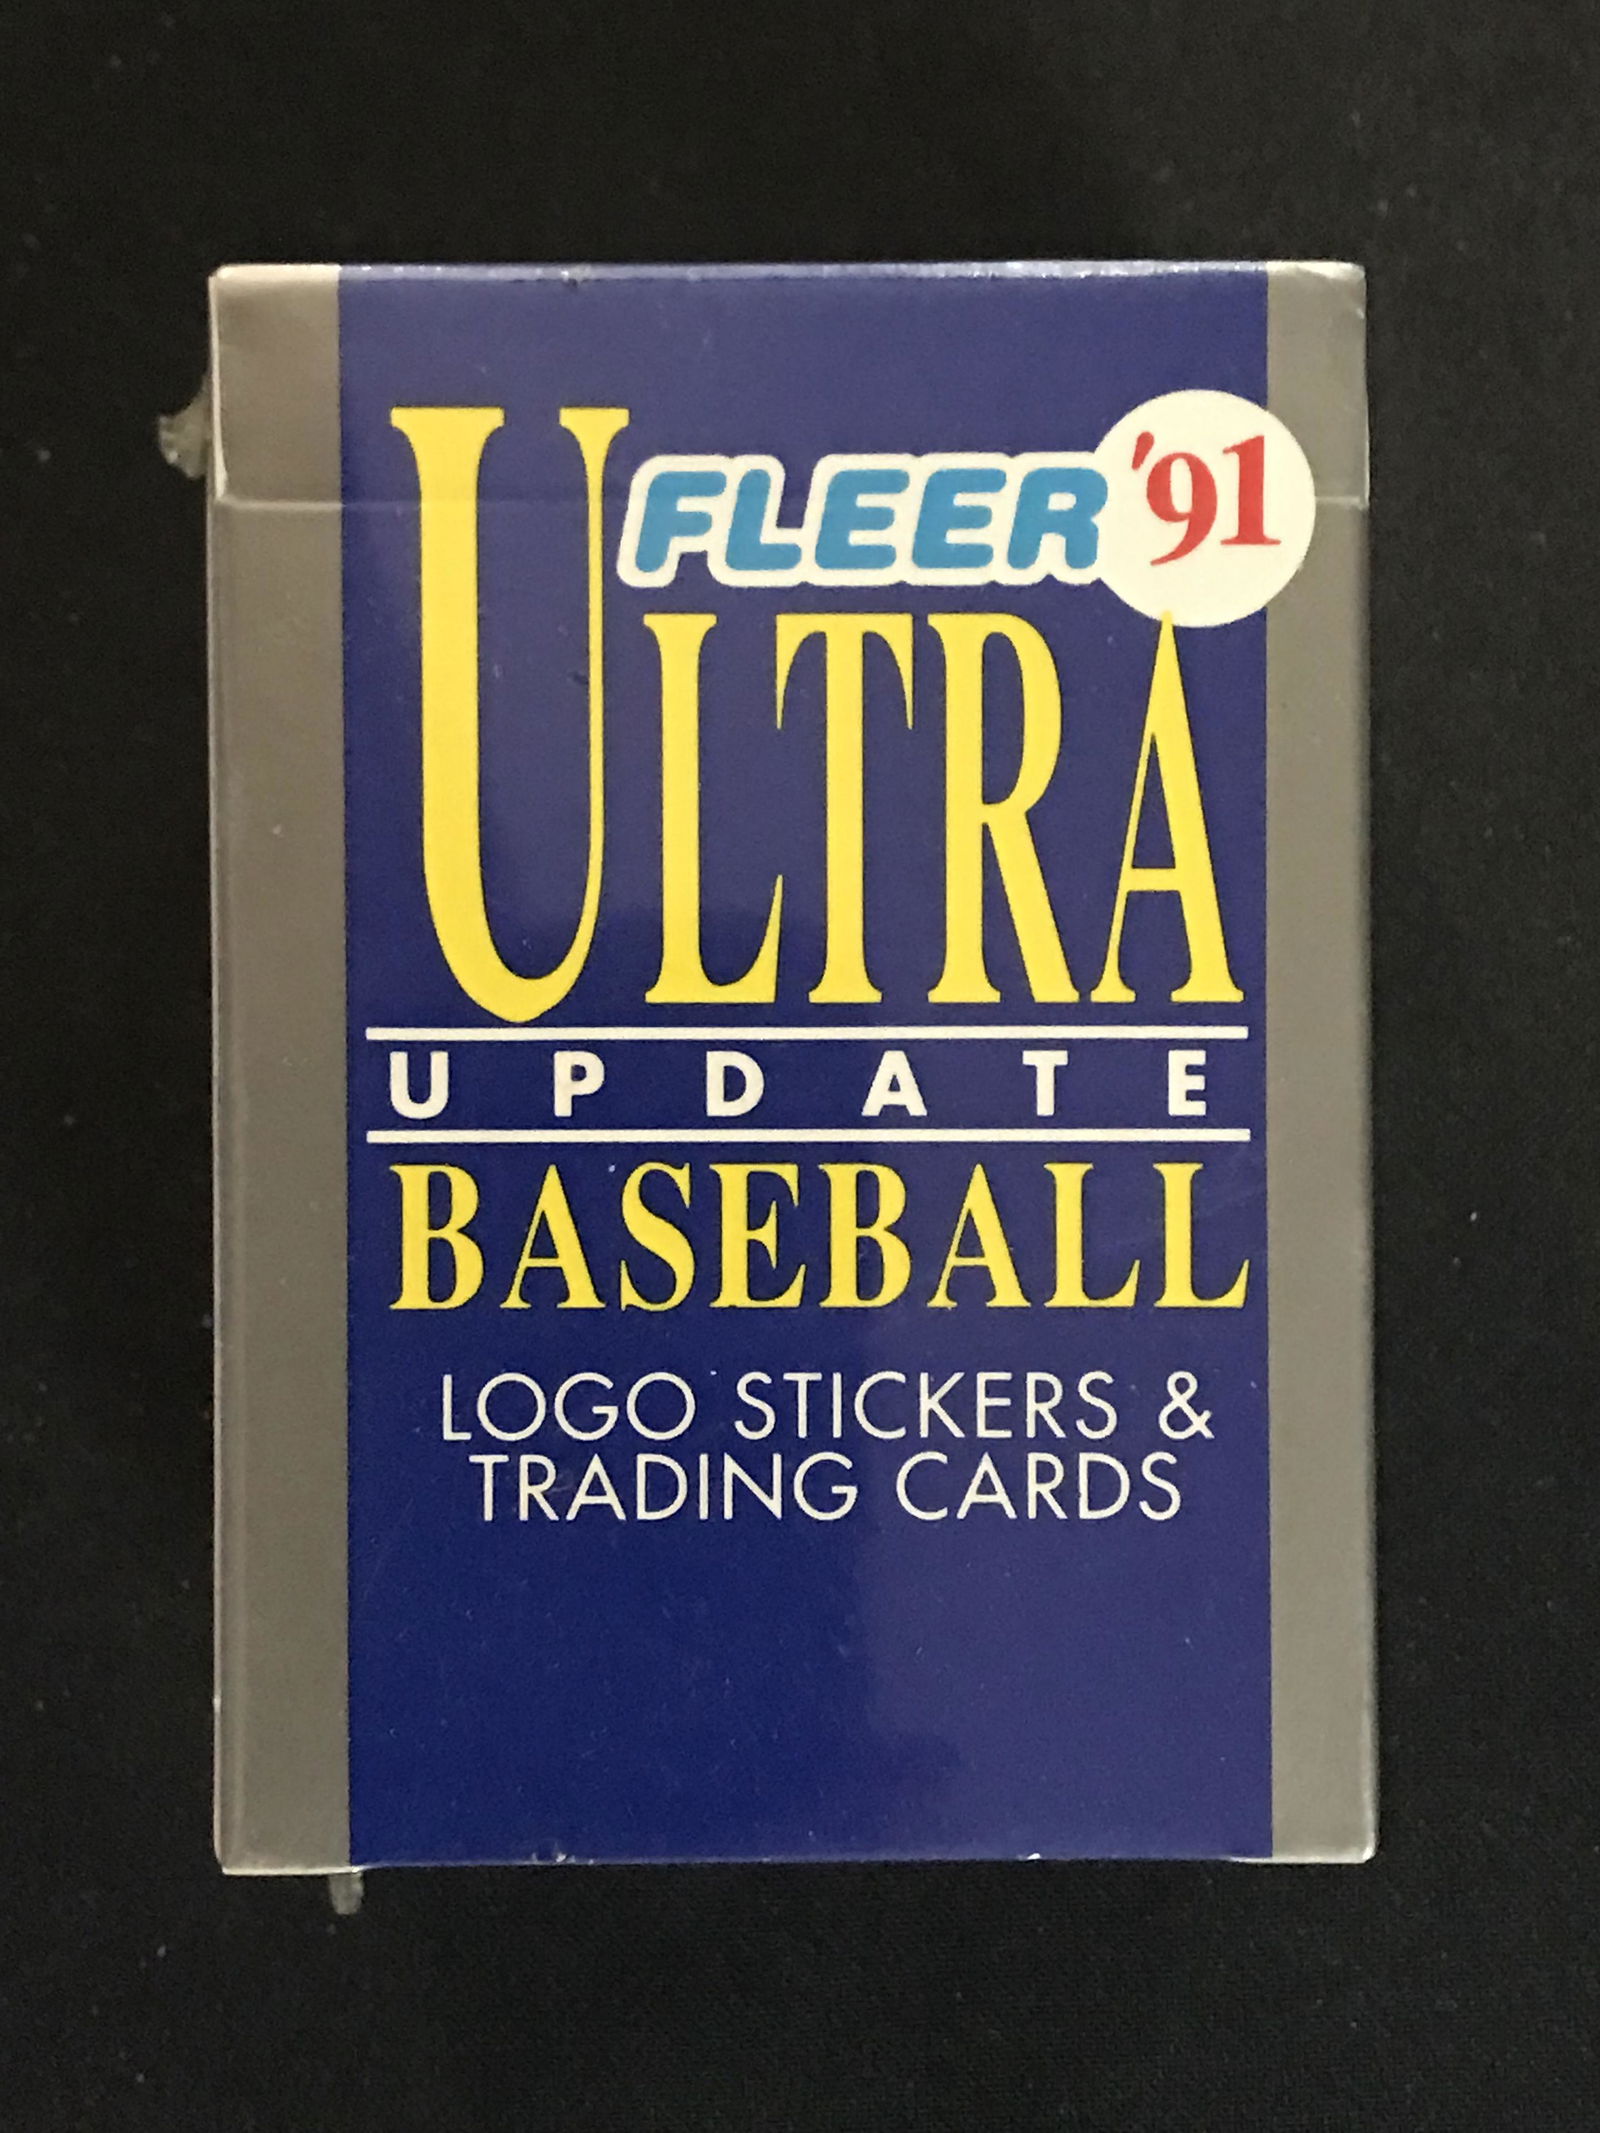 FLEER '91
ULTRA
UPDATE
BASEBALL
LOGO STICKERS &
TRADING CARDS